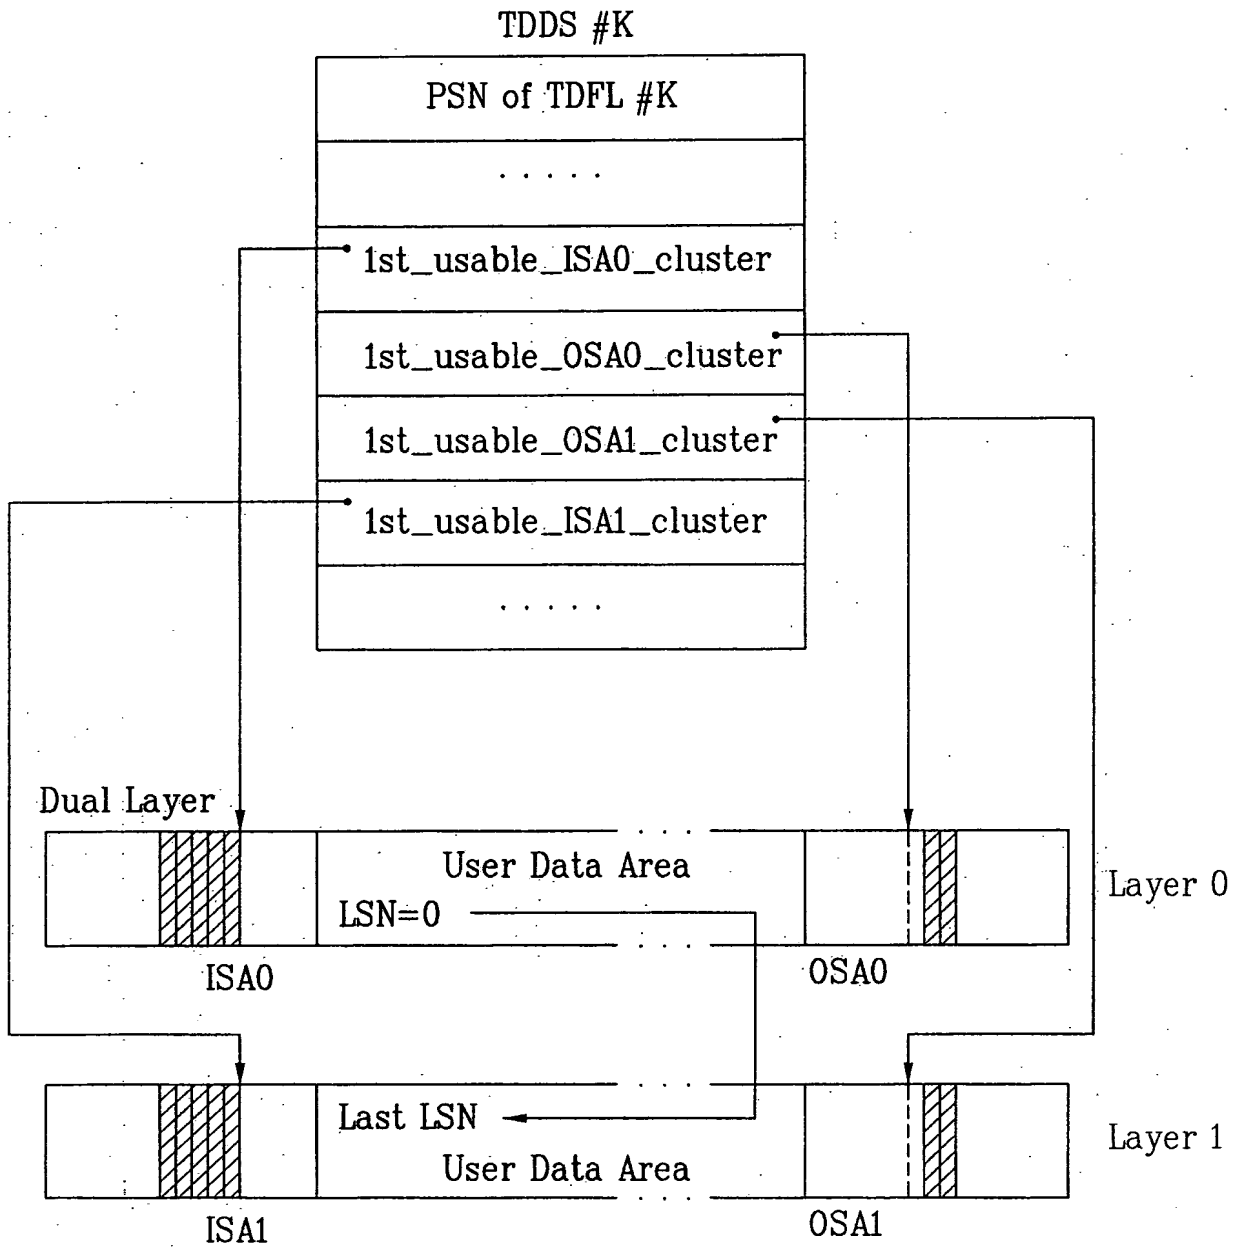 TDDS #K
PSN of TDFL #K
. . . . .
1st_usable_ISA0_cluster
1st_usable_OSA0_cluster
1st_usable_OSA1_cluster
1st_usable_ISA1_cluster
. . . . .
Dual Layer
. . .
User Data Area
LSN=0
. . .
Layer 0
ISA0
OSA0
. . .
Last LSN
User Data Area
. . .
Layer 1
ISA1
OSA1